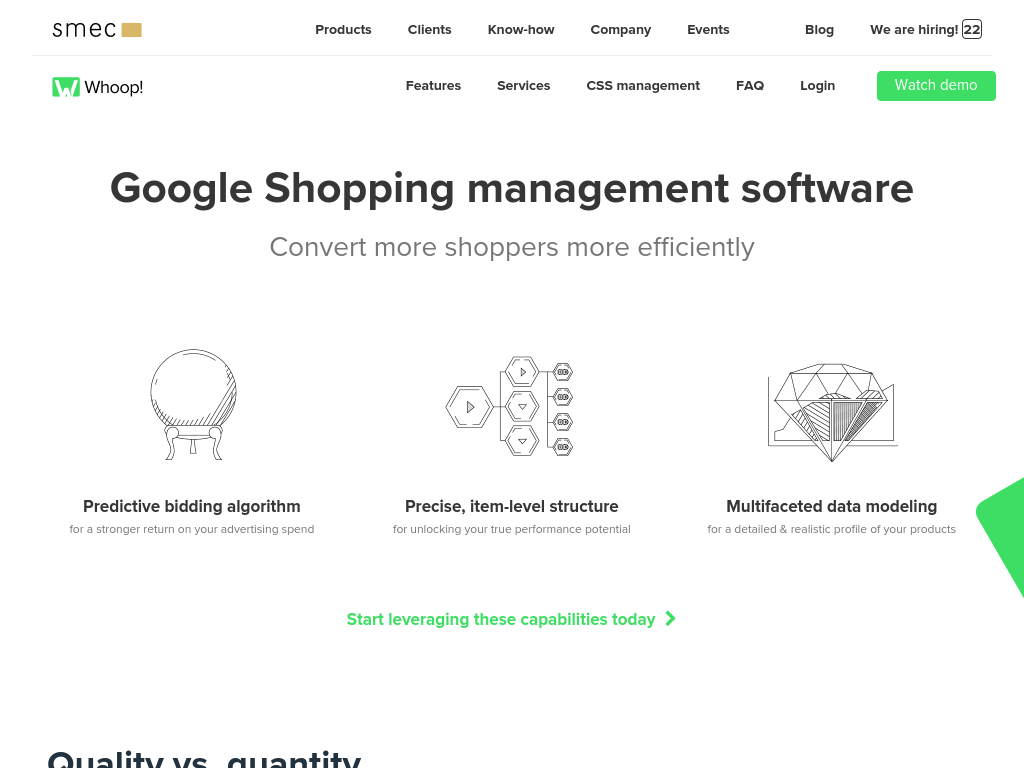 smec Products Clients Know-how Company Events Blog We are hiring! 22
Whoop! Features Services CSS management FAQ Login Watch demo
Google Shopping management software
Convert more shoppers more efficiently
Predictive bidding algorithm
for a stronger return on your advertising spend
Precise, item-level structure
for unlocking your true performance potential
Multifaceted data modeling
for a detailed & realistic profile of your products
Start leveraging these capabilities today
Quality vs. quantity